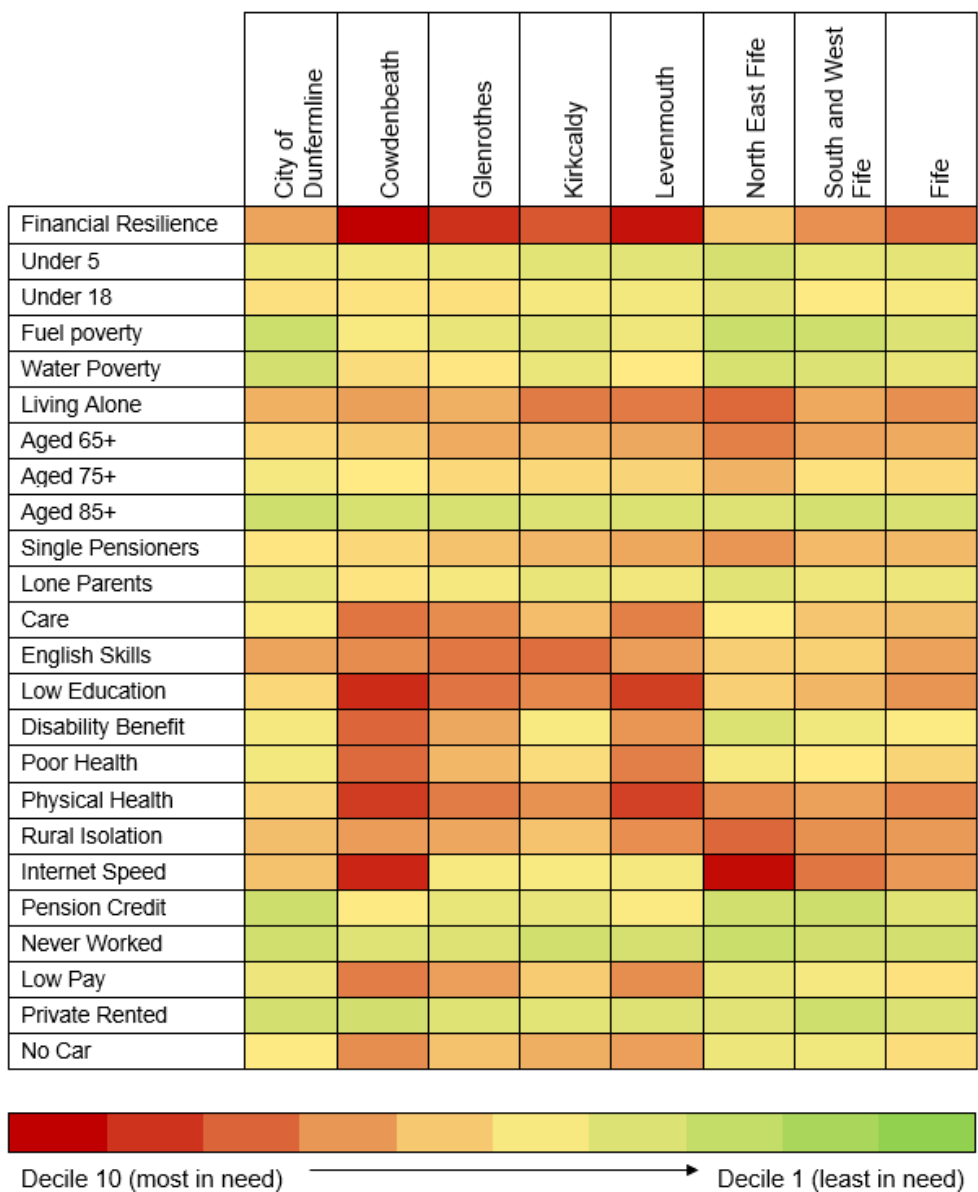 City of
Dunfermline
Cowdenbeath
Glenrothes
Kirkcaldy
Levenmouth
North East Fife
South and West
Fife
Fife
Financial Resilience
Under 5
Under 18
Fuel poverty
Water Poverty
Living Alone
Aged 65+
Aged 75+
Aged 85+
Single Pensioners
Lone Parents
Care
English Skills
Low Education
Disability Benefit
Poor Health
Physical Health
Rural Isolation
Internet Speed
Pension Credit
Never Worked
Low Pay
Private Rented
No Car
Decile 10 (most in need) Decile 1 (least in need)